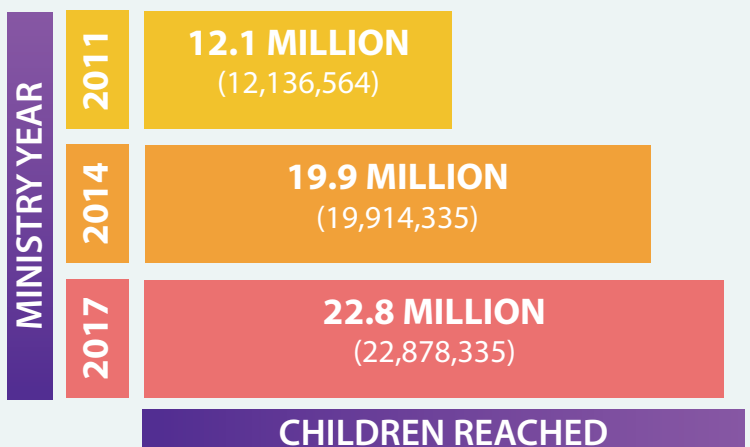 MINISTRY YEAR
2011
12.1 MILLION
(12,136,564)
2014
19.9 MILLION
(19,914,335)
2017
22.8 MILLION
(22,878,335)
CHILDREN REACHED